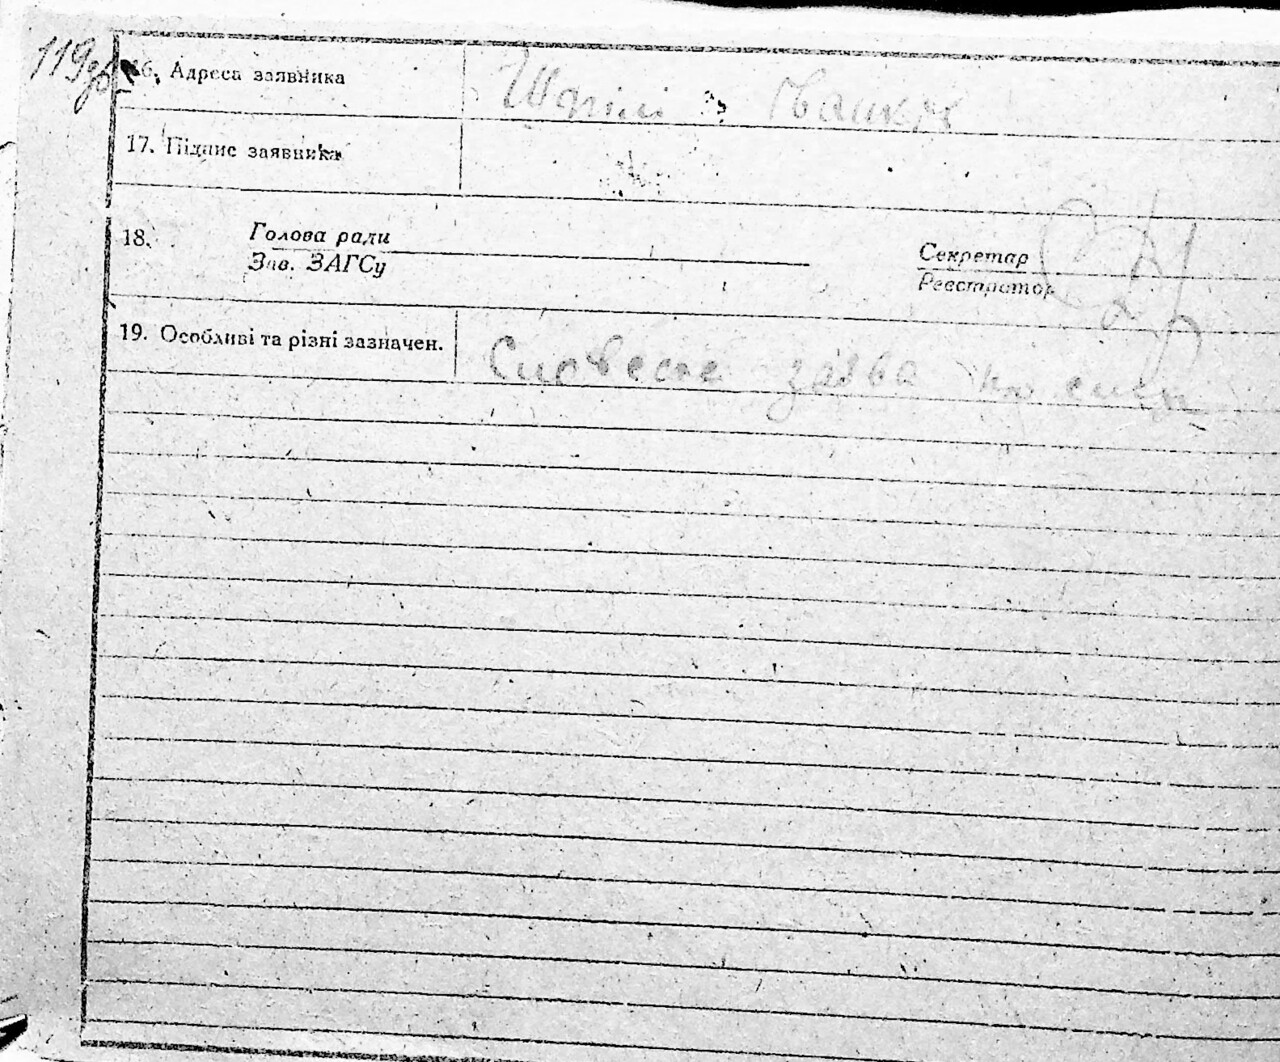 119зв
16. Адреса заявника
17. Підпис заявника
18.
Голова ради
Зав. ЗАГСу
Секретар
Реєстратор
19. Особливі та різні зазначен. Словесне заява